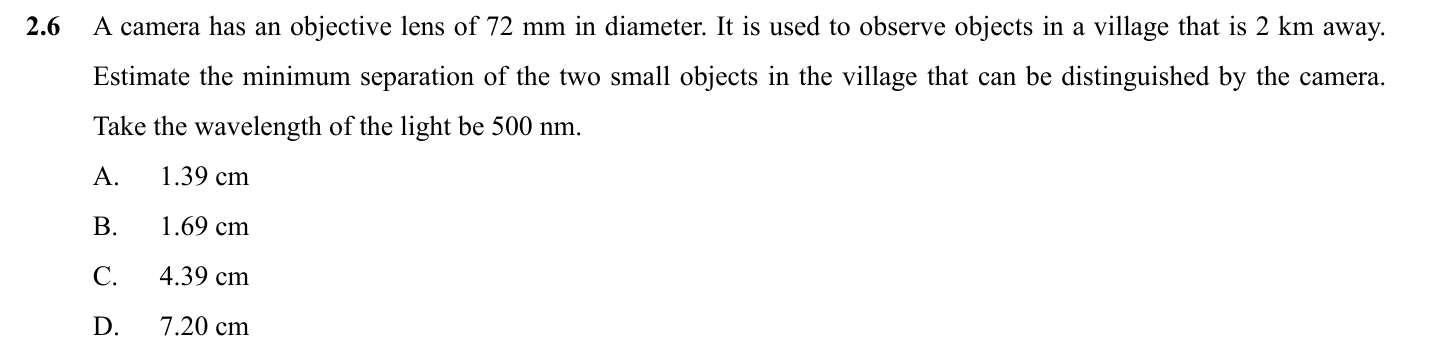 2.6 A camera has an objective lens of 72 mm in diameter. It is used to observe objects in a village that is 2 km away.
Estimate the minimum separation of the two small objects in the village that can be distinguished by the camera.
Take the wavelength of the light be 500 nm.
A. 1.39 cm
B. 1.69 cm
C. 4.39 cm
D. 7.20 cm